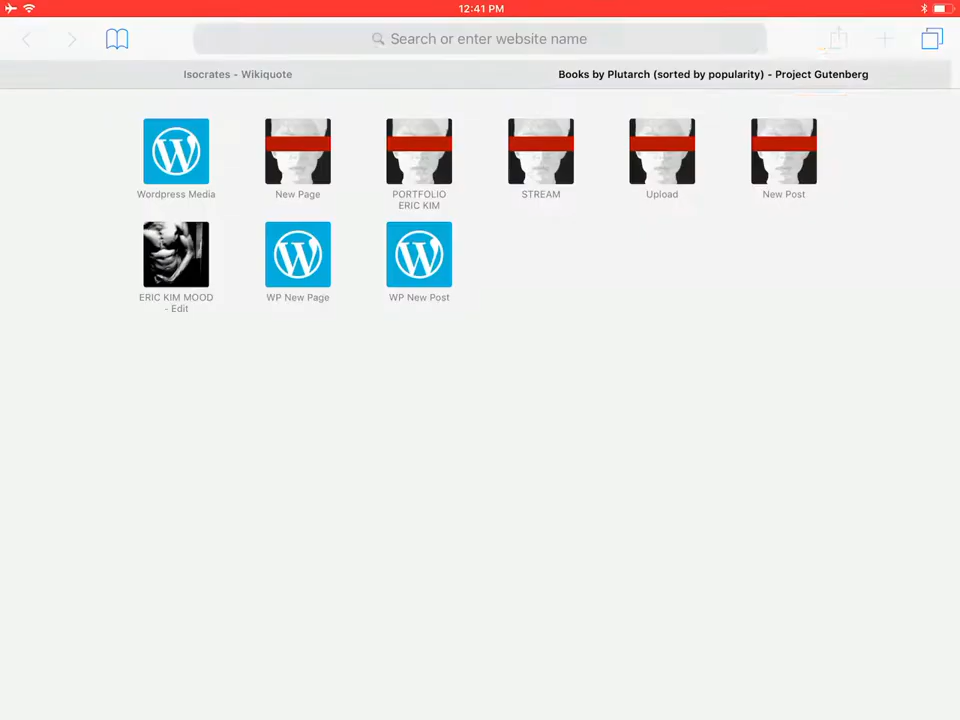 12:41 PM
Search or enter website name
Isocrates - Wikiquote
Books by Plutarch (sorted by popularity) - Project Gutenberg
Wordpress Media
New Page
PORTFOLIO
ERIC KIM
STREAM
Upload
New Post
ERIC KIM MOOD
- Edit
WP New Page
WP New Post